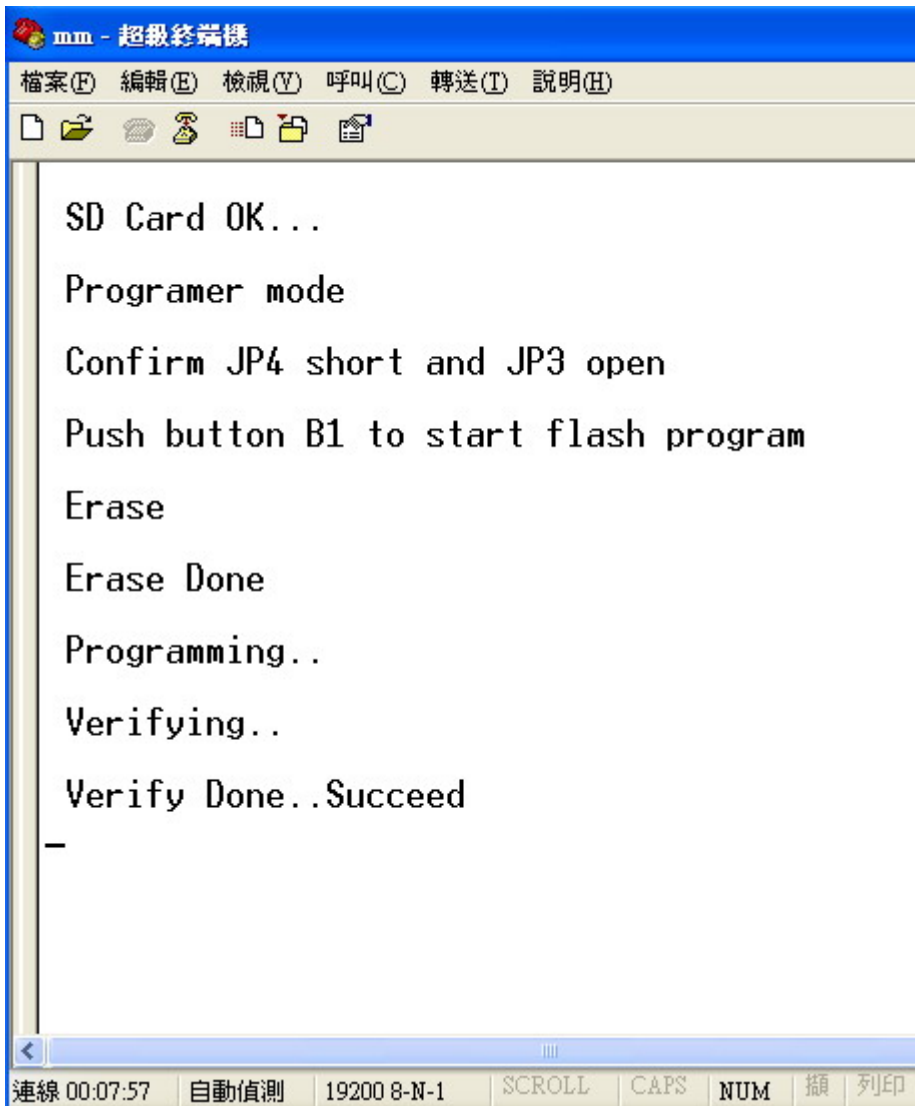 mm - 超級終端機
檔案(F) 編輯(E) 檢視(V) 呼叫(C) 轉送(T) 說明(H)
SD Card OK...
Programer mode
Confirm JP4 short and JP3 open
Push button B1 to start flash program
Erase
Erase Done
Programming..
Verifying..
Verify Done..Succeed
連線 00:07:57 自動偵測 19200 8-N-1 SCROLL CAPS NUM 擷 列印